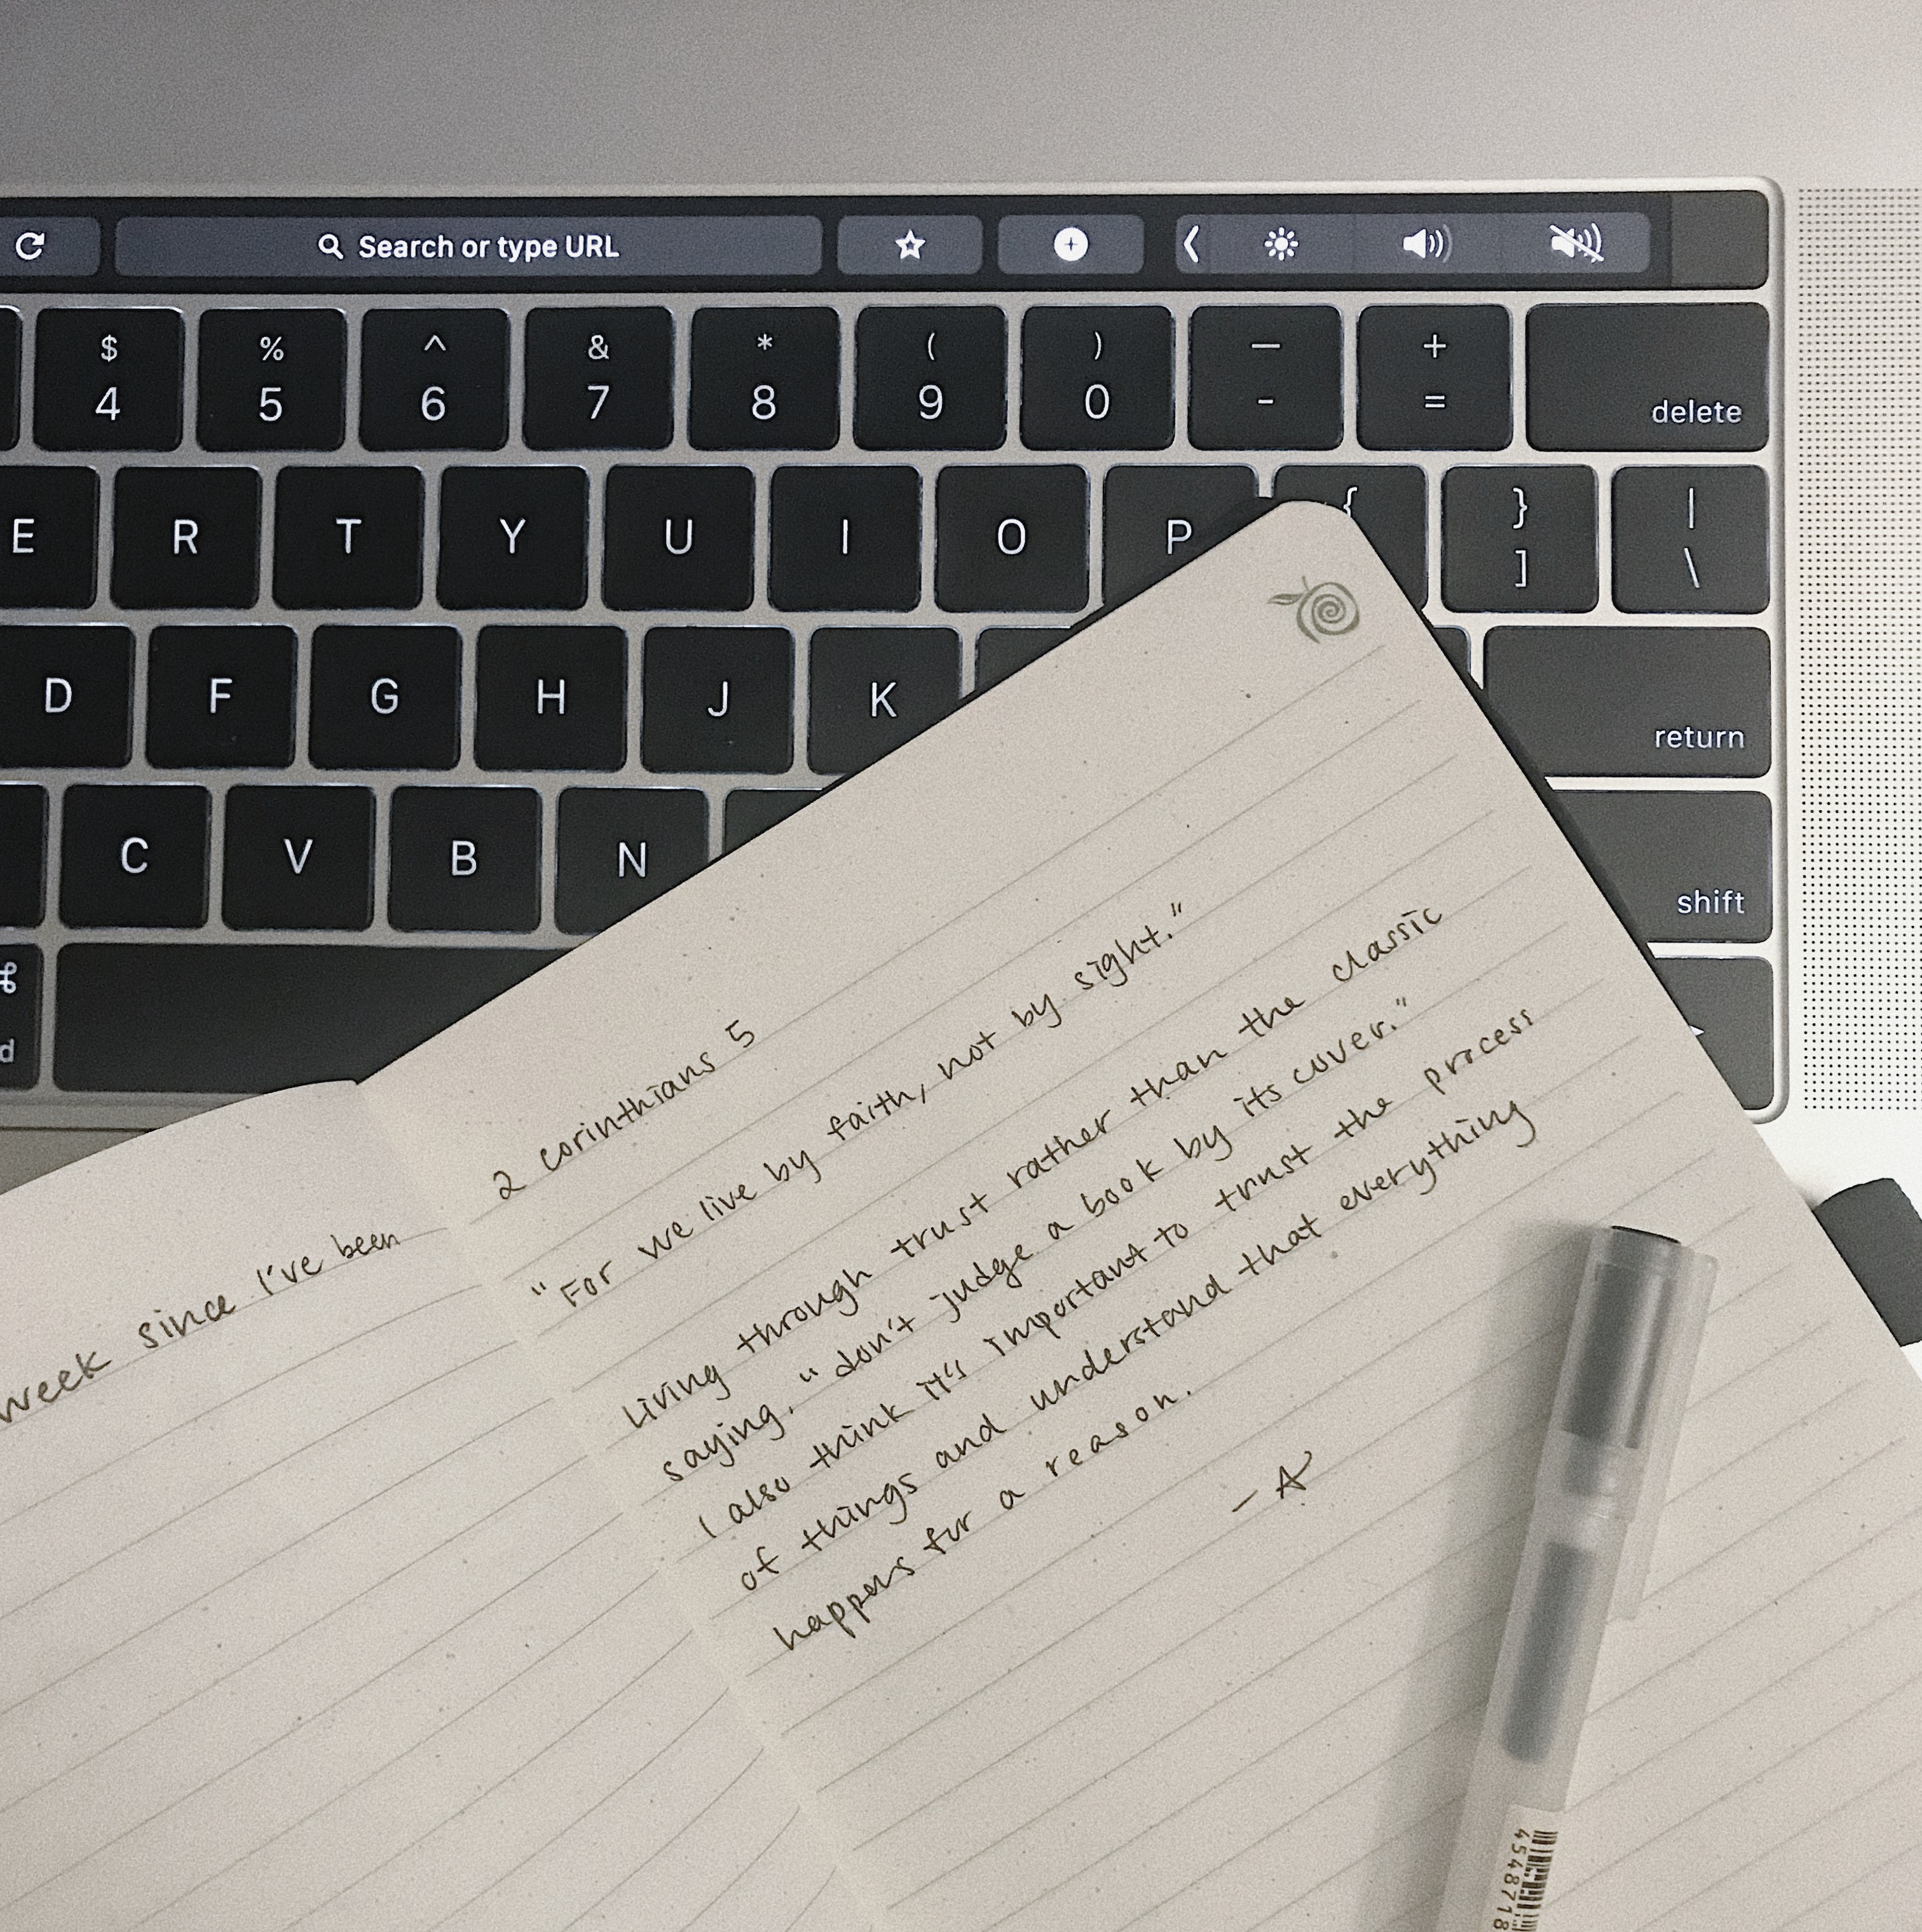 Search or type URL
$ % ^ & * ( ) — +
4 5 6 7 8 9 0 - =
delete
E R T Y U I O P { }
] | \
D F G H J K
return
C V B N
shift
⌘
d
week since I've been
2 corinthians 5
"For we live by faith, not by sight."
Living through trust rather than the classic
saying. "don't judge a book by its cover."
I also think it's important to trust the process
of things and understand that everything
happens for a reason.
- A
4548718